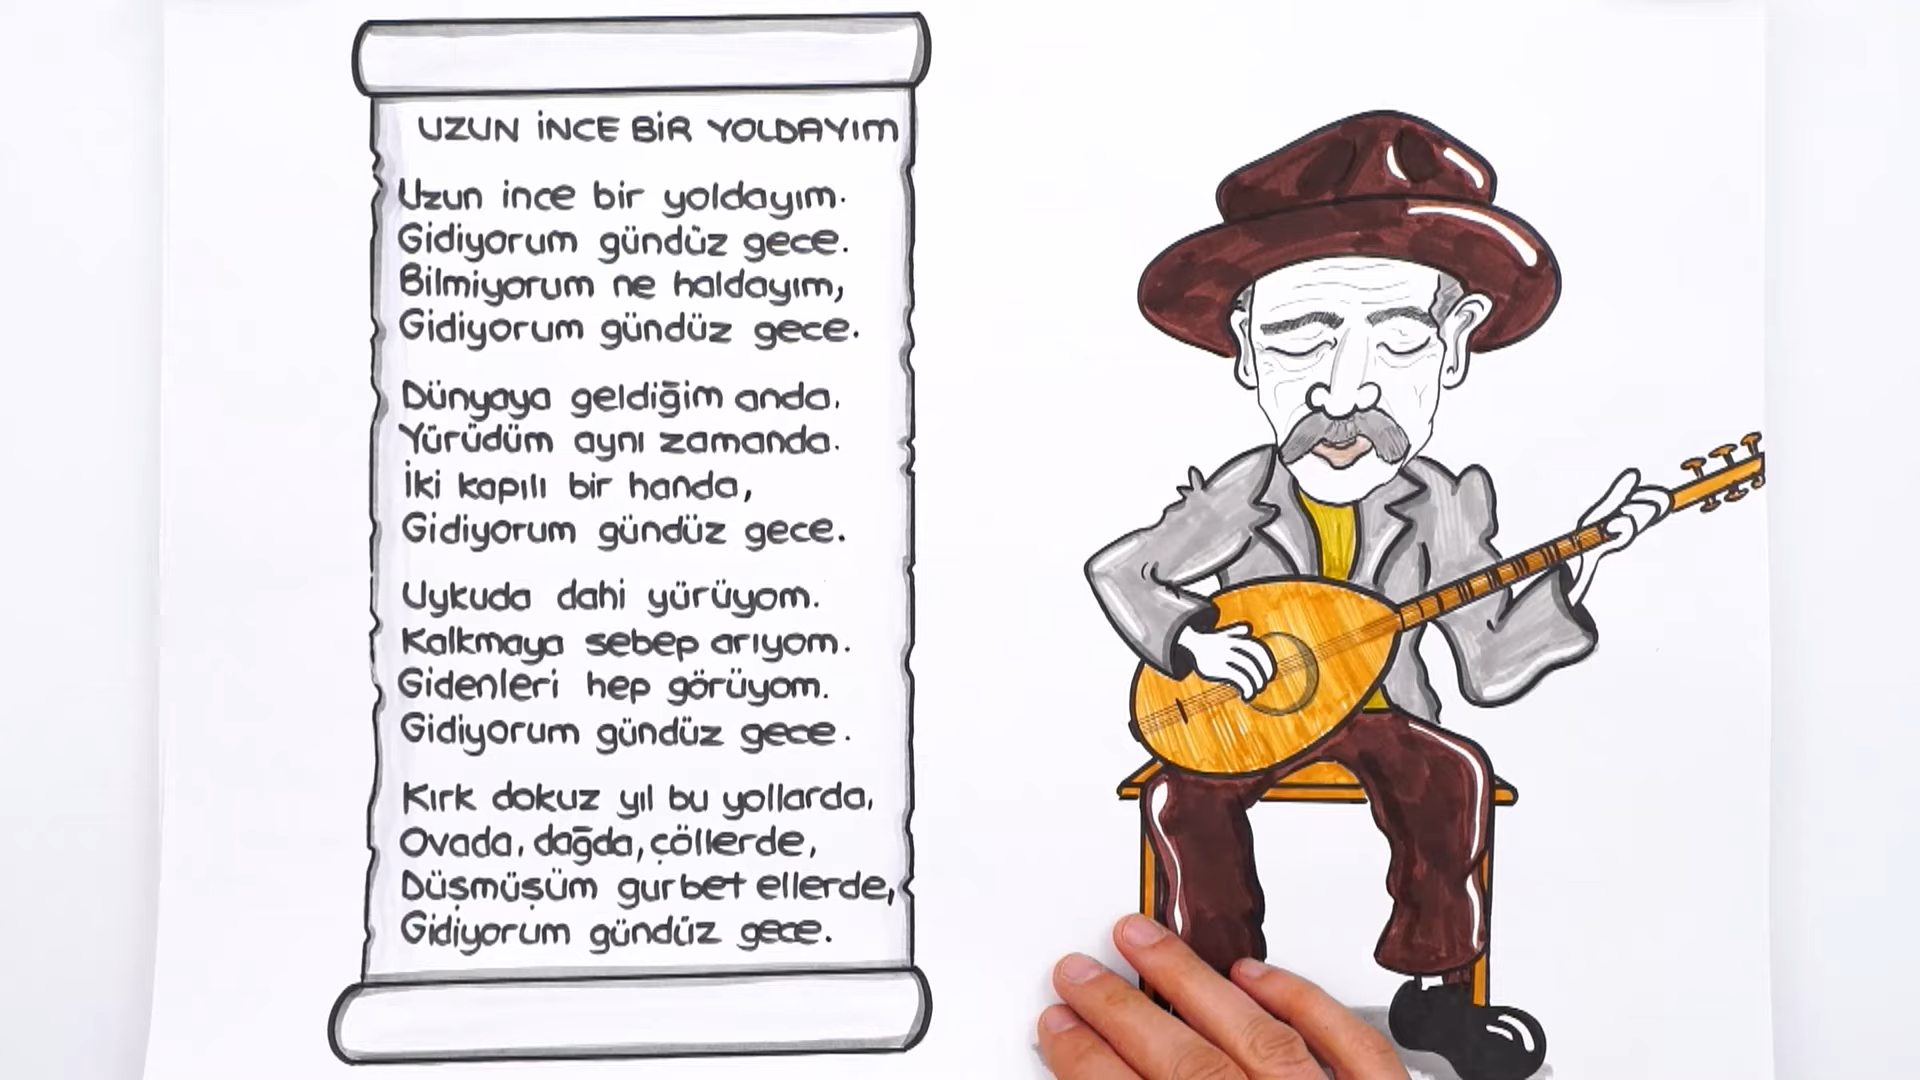 UZUN İNCE BİR YOLDAYIM
Uzun ince bir yoldayım.
Gidiyorum gündüz gece.
Bilmiyorum ne haldayım,
Gidiyorum gündüz gece.
Dünyaya geldiğim anda,
Yürüdüm aynı zamanda.
İki kapılı bir handa,
Gidiyorum gündüz gece.
Uykuda dahi yürüyom.
Kalkmaya sebep arıyom.
Gidenleri hep görüyom.
Gidiyorum gündüz gece.
Kırk dokuz yıl bu yollarda,
Ovada, dağda, çöllerde,
Düşmüşüm gurbet ellerde,
Gidiyorum gündüz gece.